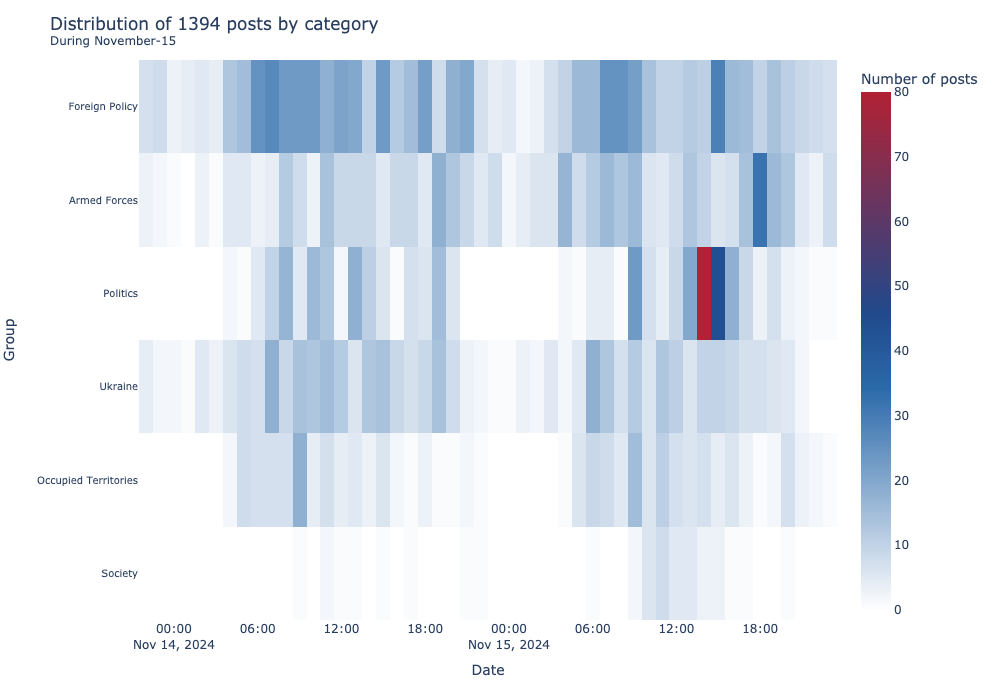 Distribution of 1394 posts by category
During November-15
Number of posts
80
70
60
50
40
30
20
10
0
Group
Foreign Policy
Armed Forces
Politics
Ukraine
Occupied Territories
Society
00:00 06:00 12:00 18:00 00:00 06:00 12:00 18:00
Nov 14, 2024 Nov 15, 2024
Date